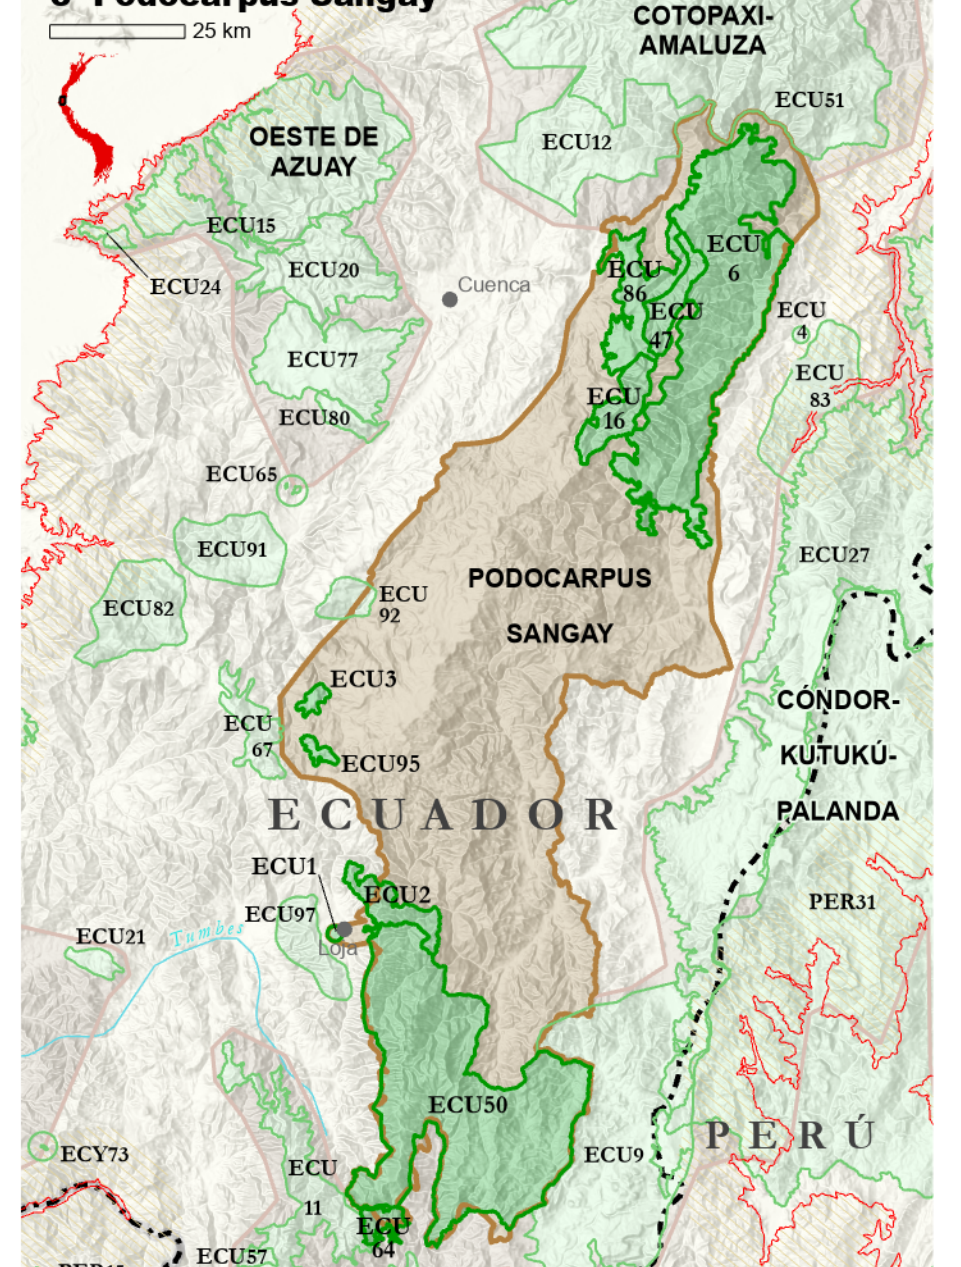 25 km
COTOPAXI-
AMALUZA
ECU51
OESTE DE
AZUAY
ECU12
ECU15
ECU
6
ECU24
ECU20
ECU
86
Cuenca
ECU
47
ECU
4
ECU77
ECU
83
ECU
16
ECU80
ECU65
ECU91
ECU27
PODOCARPUS
SANGAY
ECU82
ECU
92
ECU3
CÓNDOR-
KUTUKÚ-
PALANDA
ECU
67
ECU95
ECUADOR
ECU1
ECU2
PER31
ECU97
ECU21
Tumbes
Loja
ECU50
PERÚ
ECY73
ECU9
ECU
11
ECU
64
ECU57